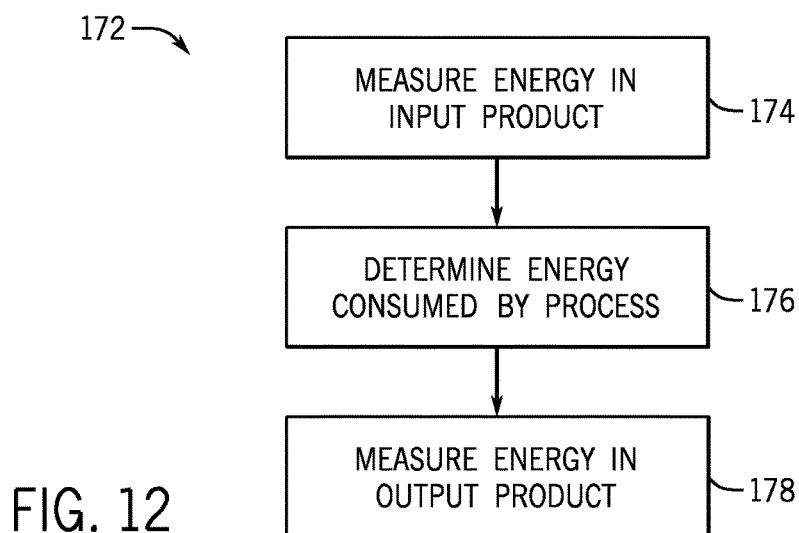 172
MEASURE ENERGY IN
INPUT PRODUCT
174
DETERMINE ENERGY
CONSUMED BY PROCESS
176
MEASURE ENERGY IN
OUTPUT PRODUCT
178
FIG. 12